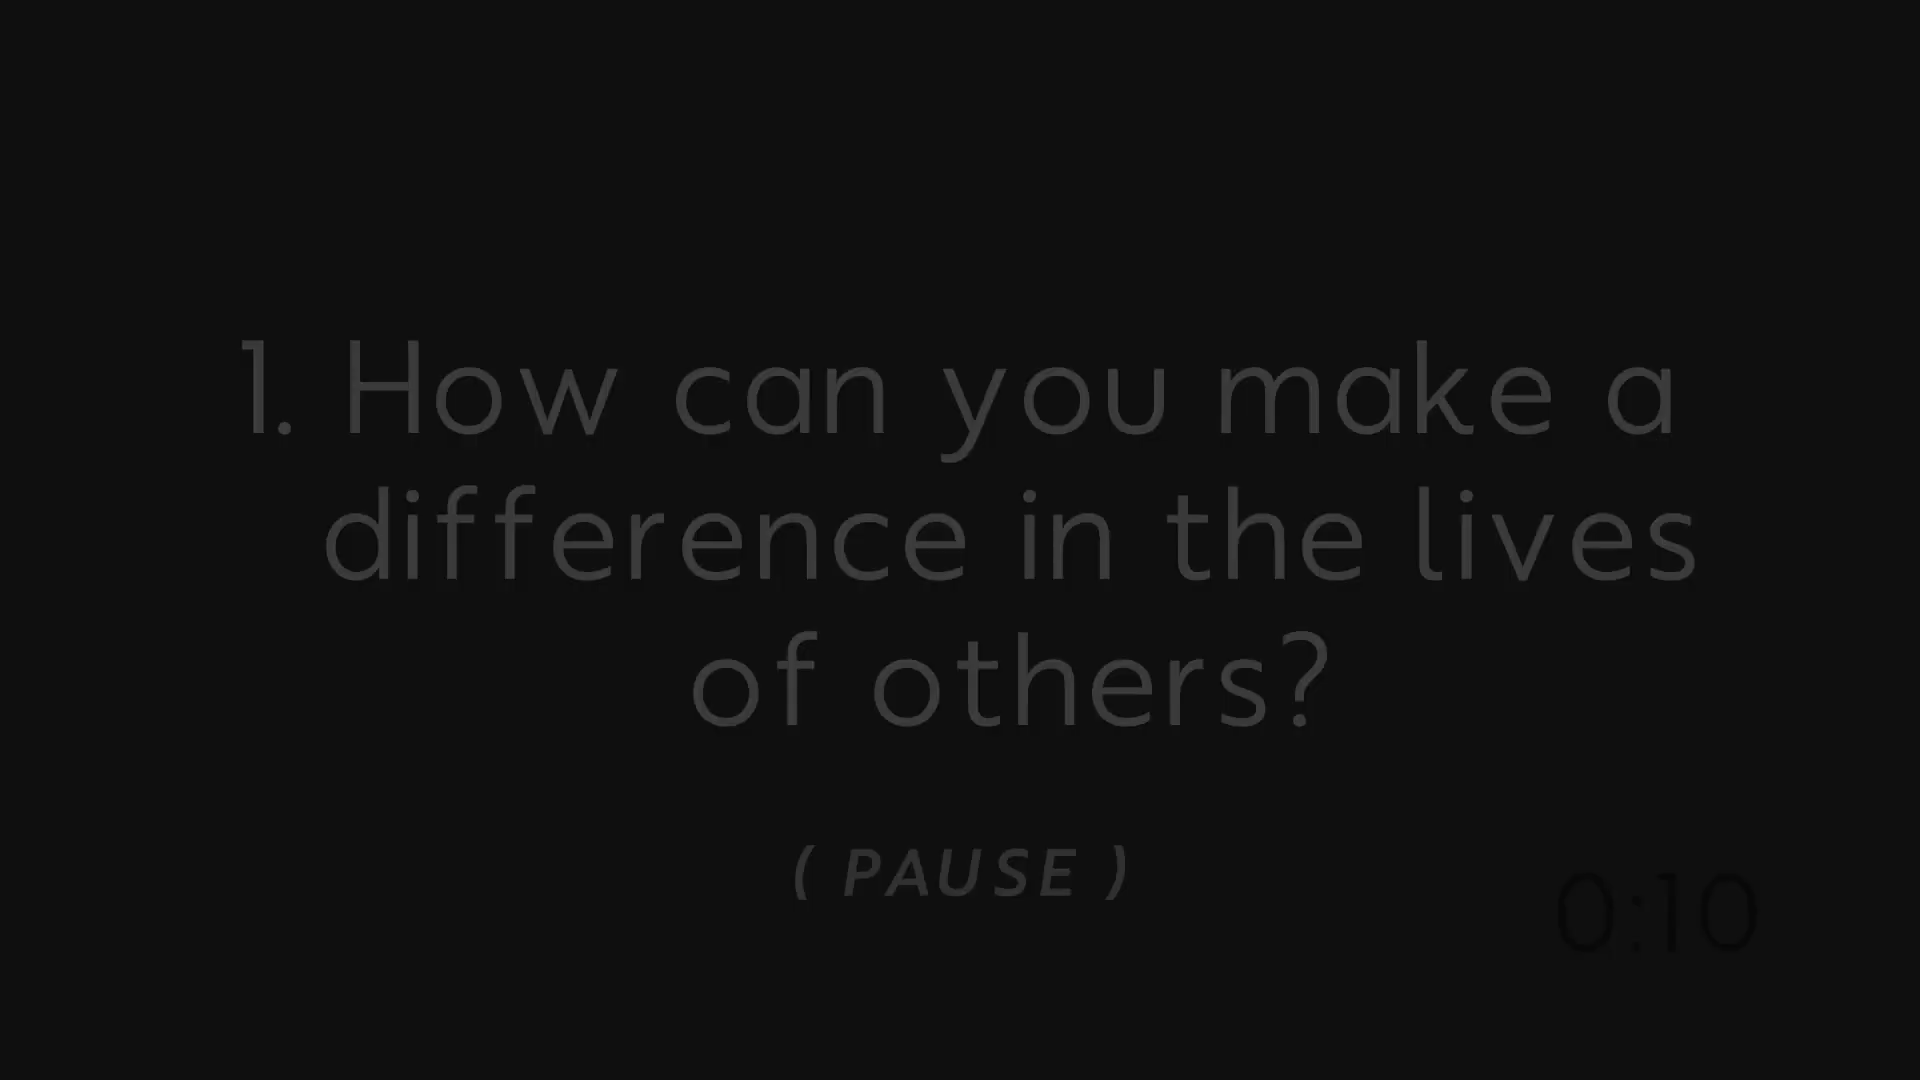 1. How can you make a
difference in the lives
of others?
( PAUSE )
0:10